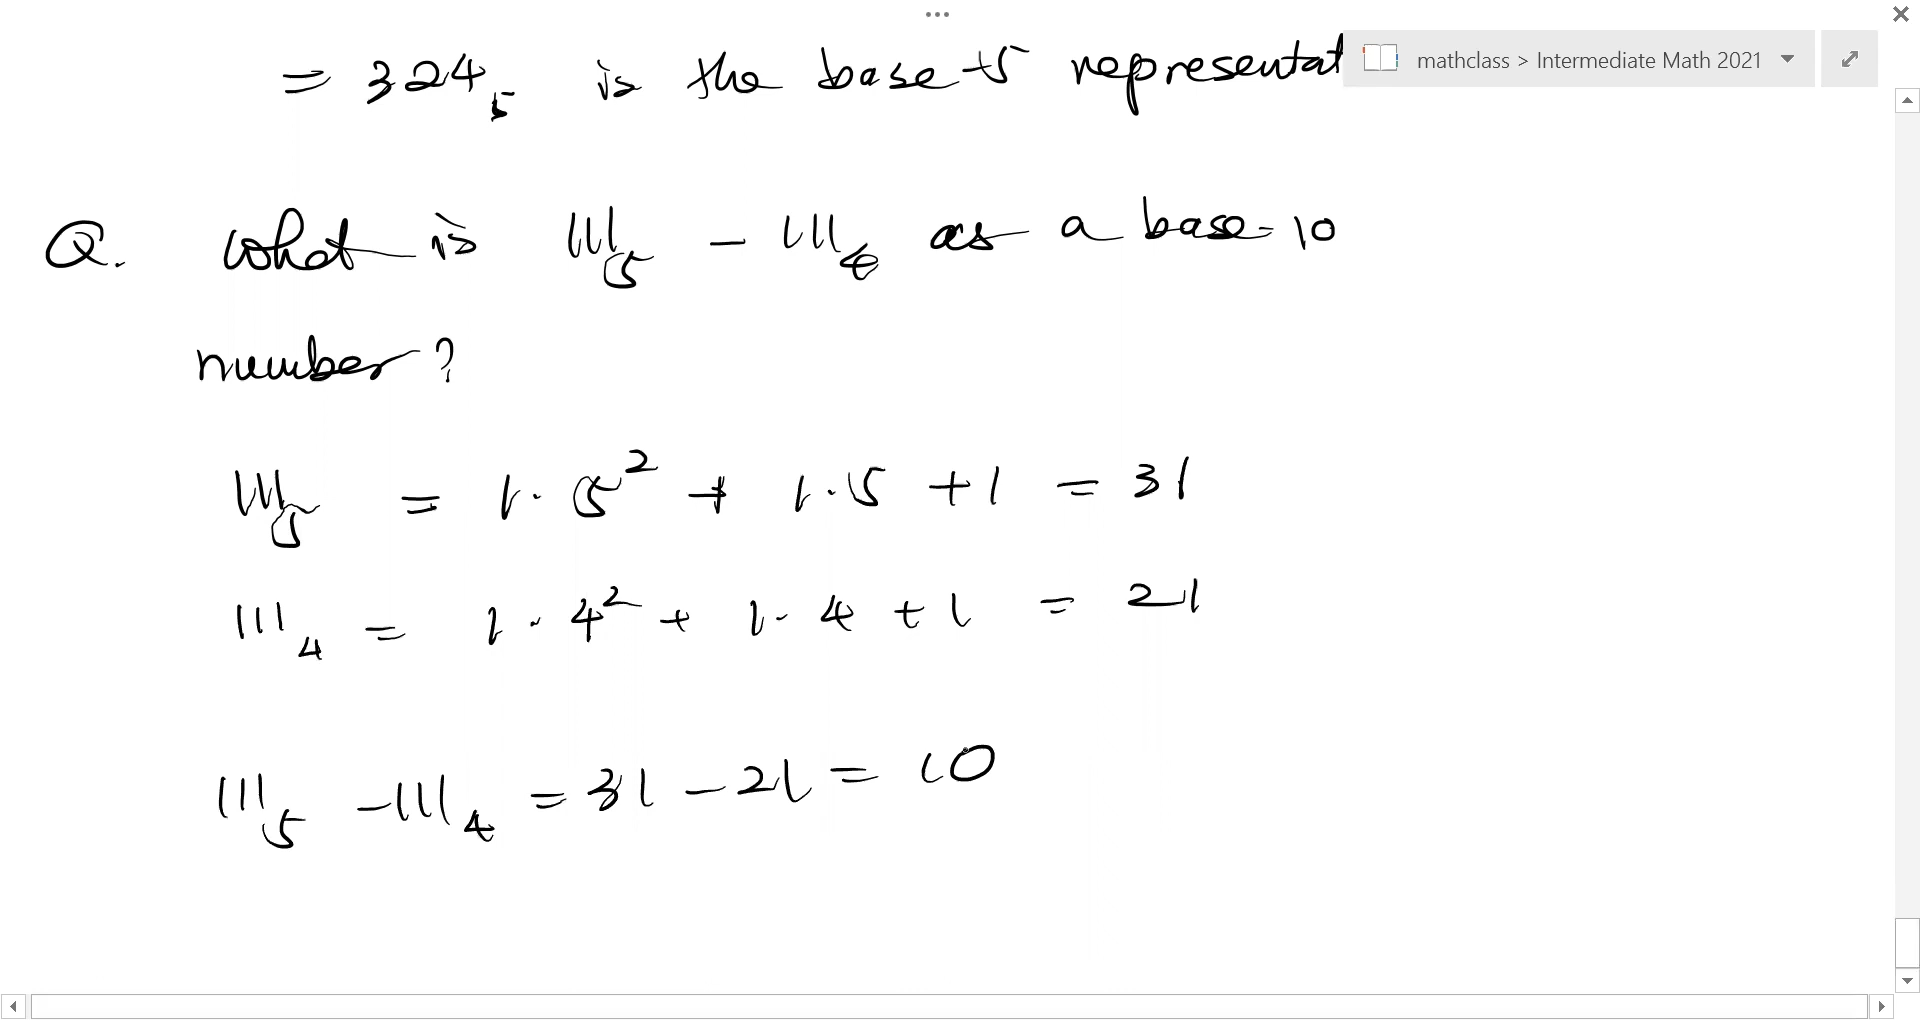 = 324₅ is the base 5 representat
mathclass > Intermediate Math 2021
Q. What is 111₅ - 111₄ as a base-10
number?
111₅ = 1·5² + 1·5 + 1 = 31
111₄ = 1·4² + 1·4 + 1 = 21
111₅ - 111₄ = 31 - 21 = 10